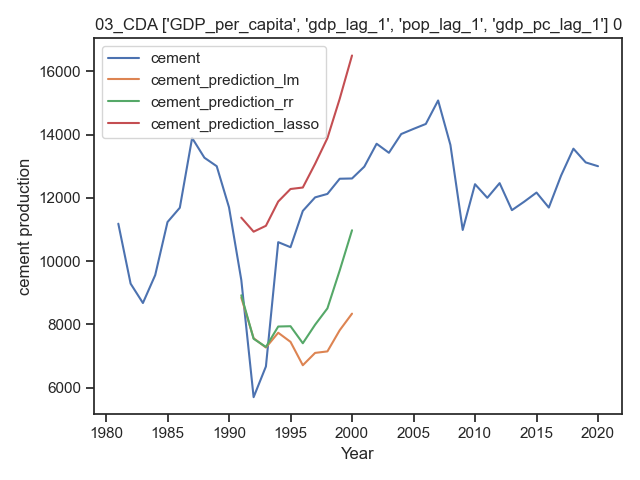 03_CDA ['GDP_per_capita', 'gdp_lag_1', 'pop_lag_1', 'gdp_pc_lag_1'] 0
cement
cement_prediction_lm
cement_prediction_rr
cement_prediction_lasso
16000
14000
12000
10000
8000
6000
cement production
1980 1985 1990 1995 2000 2005 2010 2015 2020
Year